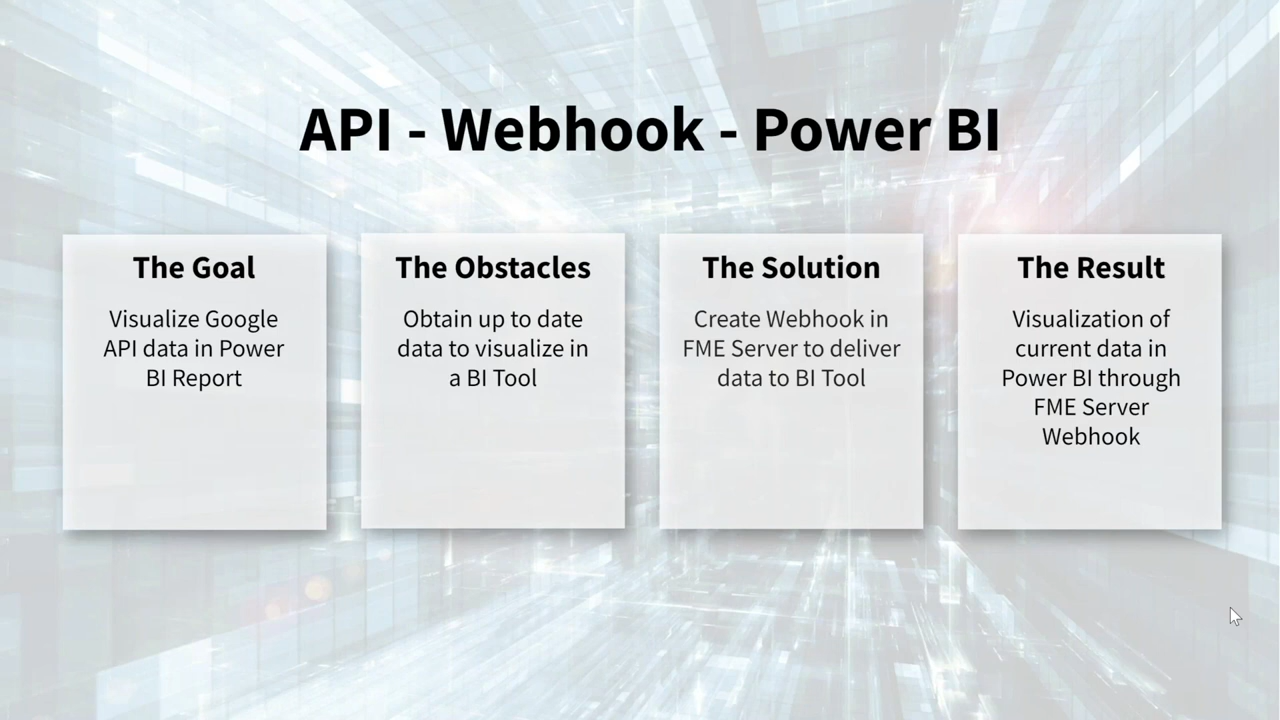 API - Webhook - Power BI
The Goal
Visualize Google
API data in Power
BI Report
The Obstacles
Obtain up to date
data to visualize in
a BI Tool
The Solution
Create Webhook in
FME Server to deliver
data to BI Tool
The Result
Visualization of
current data in
Power BI through
FME Server
Webhook